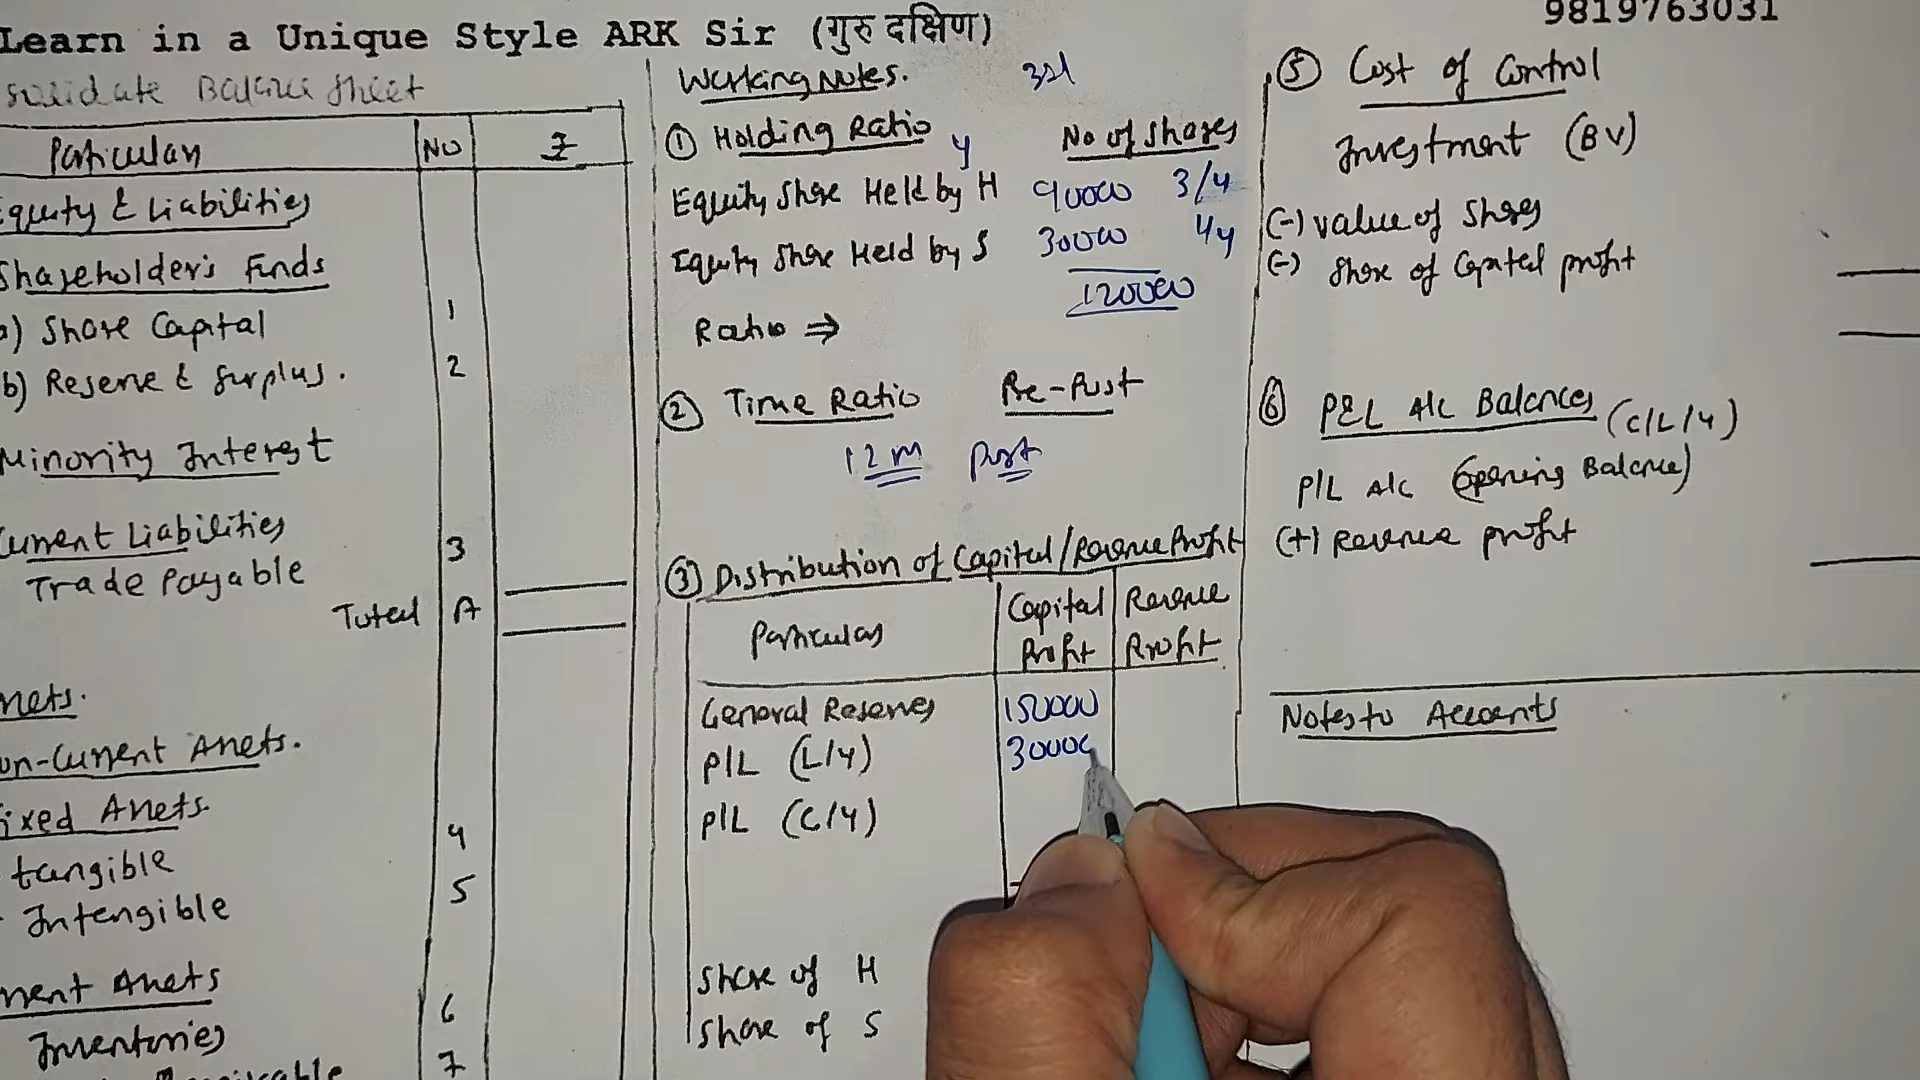 Learn in a Unique Style ARK Sir (गुरु दक्षिण)
9819763031
Balance Sheet
Particulars NO ₹
Equity & Liabilities
Shareholder's Funds
a) Share Capital 1
b) Reserve & Surplus. 2
Minority Interest
Current Liabilities
Trade Payable 3
Total A
Non-Current Assets.
Fixed Assets.
tangible 4
Intengible 5
6
Inventories
7
Working Notes.
① Holding Ratio No of Shares
Equity Share Held by H 90000 3/4
Equity Share Held by S 30000 1/4
120000
Ratio ⇒
② Time Ratio Pre-Post
12m Post
③ Distribution of Capital/Revenue Profit
Particulas Capital Profit Revenue Profit
General Reserves 150000
P/L (L/Y) 30000
P/L (C/Y)
Share of H
Share of S
⑤ Cost of Control
Investment (BV)
(-) value of Shares
(-) Share of Capital profit
⑥ P&L A/c Balances (C/L/Y)
P/L A/c (Opening Balance)
(+) Revenue profit
Notes to Accounts